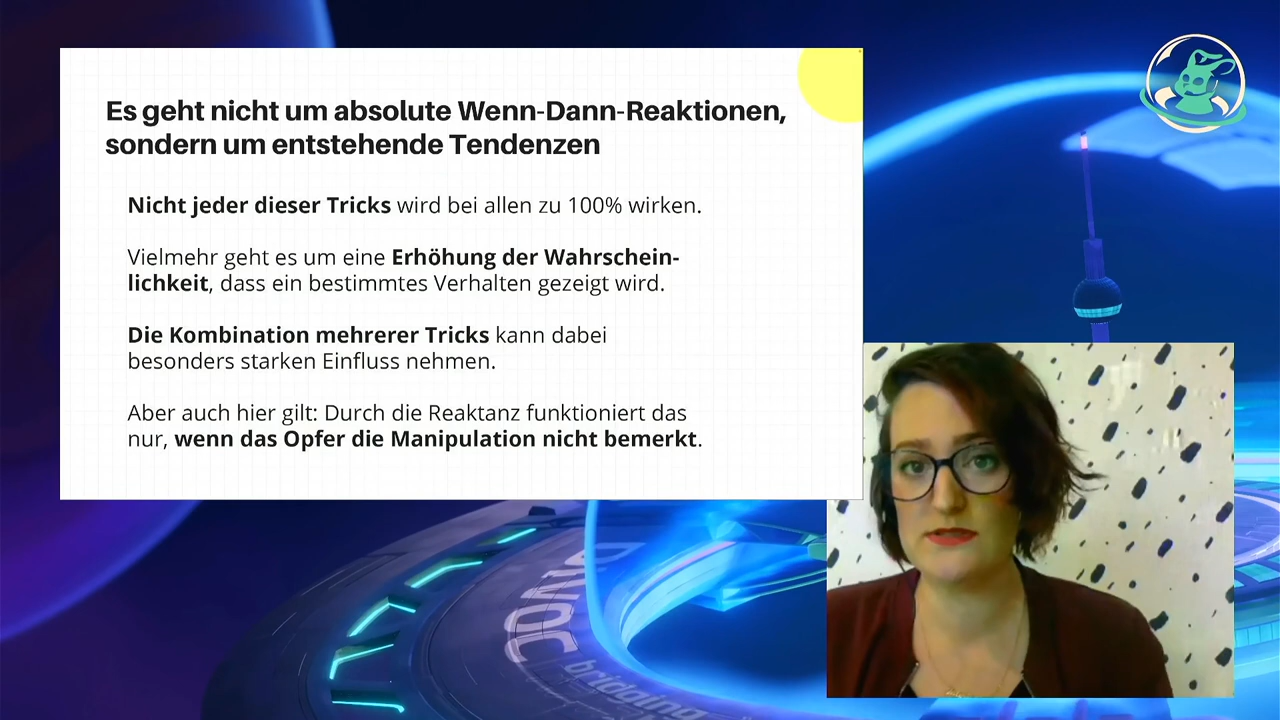 Es geht nicht um absolute Wenn-Dann-Reaktionen,
sondern um entstehende Tendenzen
Nicht jeder dieser Tricks wird bei allen zu 100% wirken.
Vielmehr geht es um eine Erhöhung der Wahrschein-
lichkeit, dass ein bestimmtes Verhalten gezeigt wird.
Die Kombination mehrerer Tricks kann dabei
besonders starken Einfluss nehmen.
Aber auch hier gilt: Durch die Reaktanz funktioniert das
nur, wenn das Opfer die Manipulation nicht bemerkt.
bridging